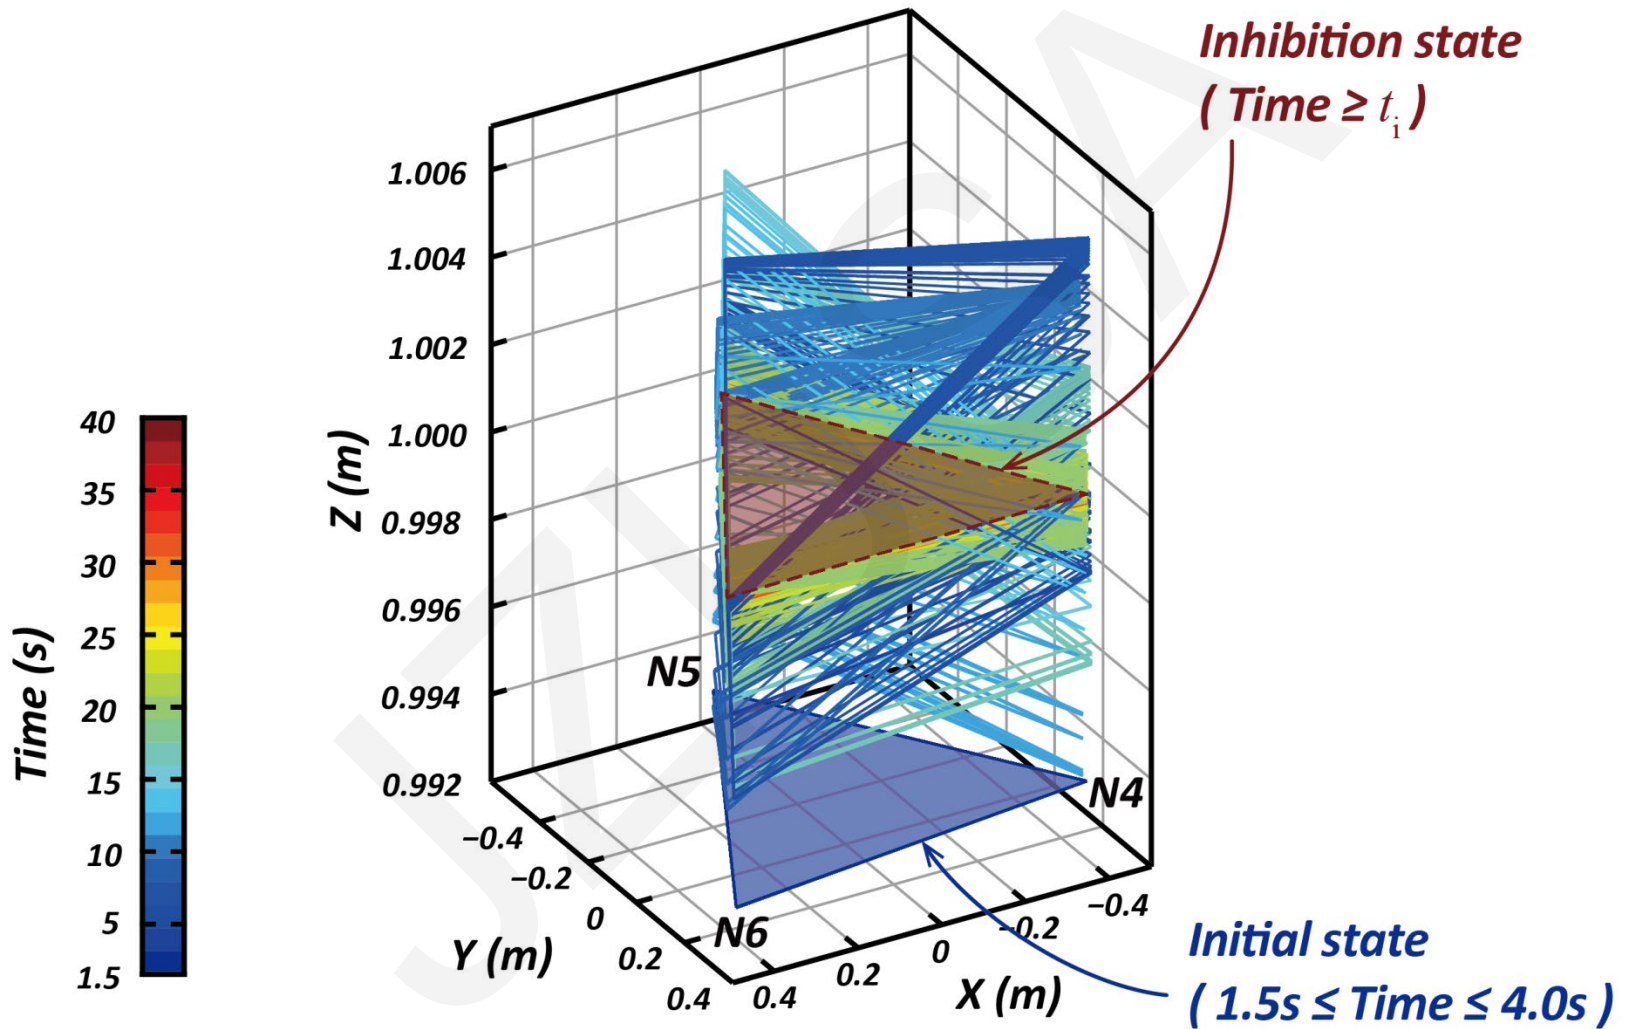 Inhibition state
( Time ≥ ti )
1.006
1.004
1.002
1.000
0.998
0.996
0.994
0.992
Z (m)
40
35
30
25
20
15
10
5
1.5
Time (s)
N5
N4
N6
−0.4
−0.2
0
0.2
0.4
Y (m)
0.4
0.2
0
−0.2
−0.4
X (m)
Initial state
( 1.5s ≤ Time ≤ 4.0s )